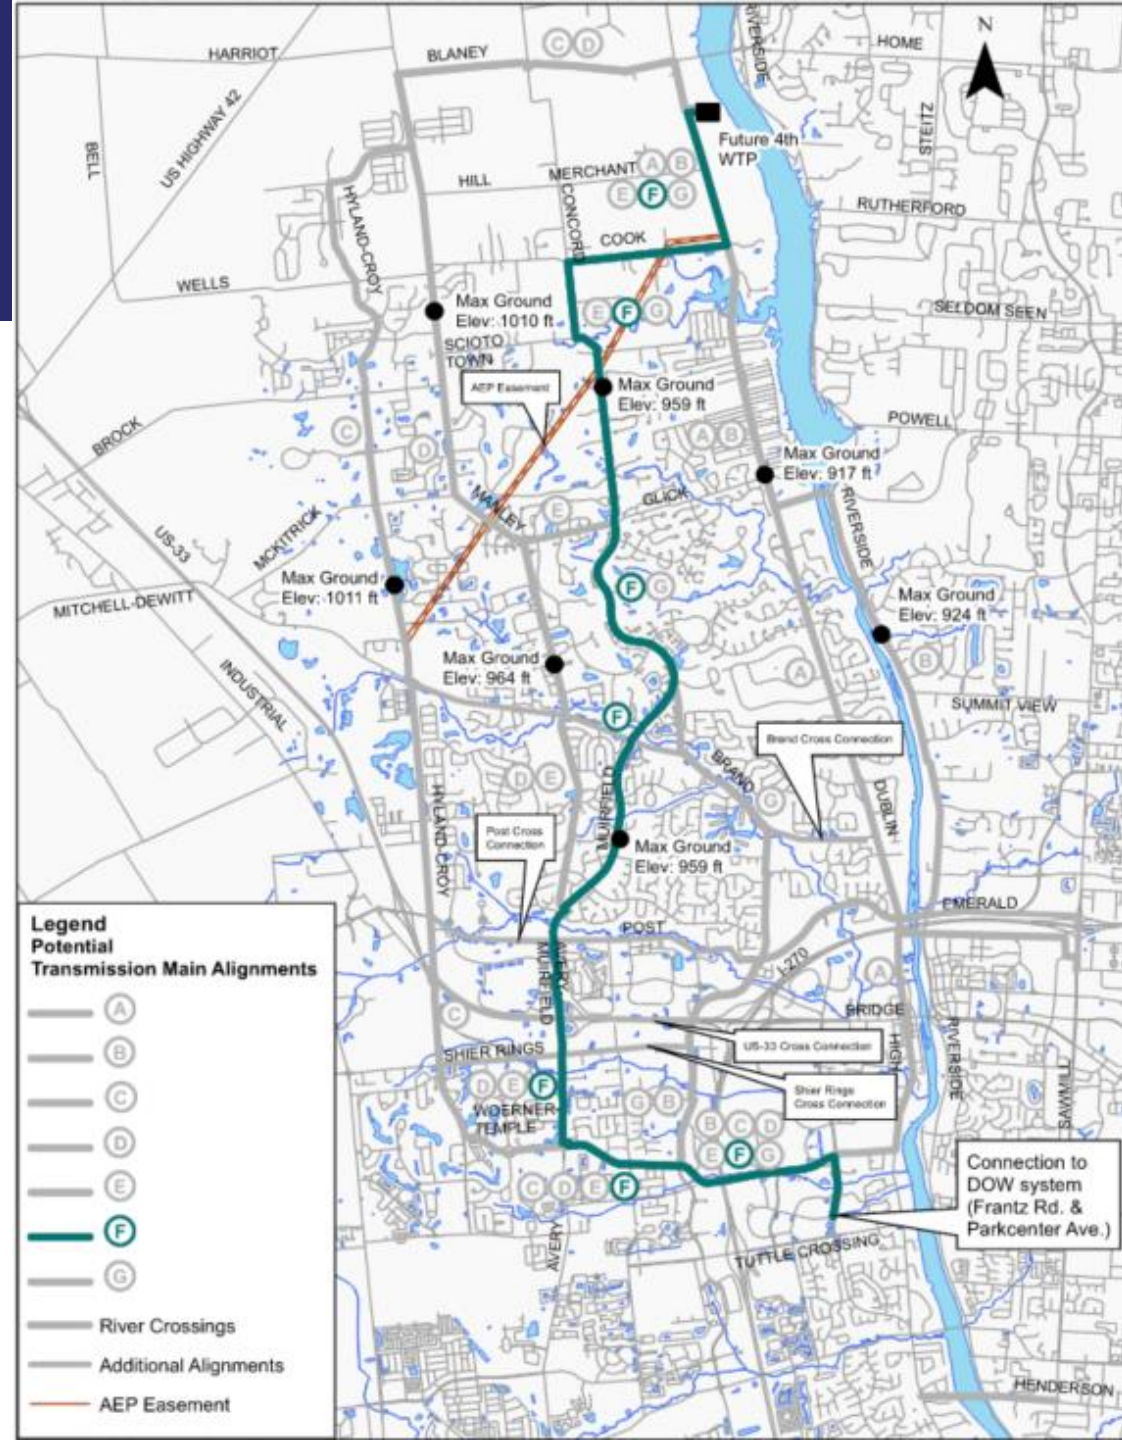 HARRIOT
BLANEY
C D
RIVERSIDE
HOME
N
BELL
US HIGHWAY 42
STEITZ
Future 4th
WTP
MERCHANT
A B
HILL
E F G
CONCORD
HYLAND-CROY
RUTHERFORD
COOK
WELLS
Max Ground
Elev: 1010 ft
E F G
SELDOM SEEN
SCIOTO
TOWN
AEP Easement
Max Ground
Elev: 959 ft
BROCK
C
D
A B
POWELL
Max Ground
Elev: 917 ft
MANLEY
GLICK
E
RIVERSIDE
US-33
MCKITRICK
MITCHELL-DEWITT
Max Ground
Elev: 1011 ft
F G
Max Ground
Elev: 924 ft
Max Ground
Elev: 964 ft
A
B
INDUSTRIAL
F
SUMMIT VIEW
Brand Cross Connection
BRAND
D E
MUIRFIELD
G
DUBLIN
HYLAND-CROY
Post Cross
Connection
Max Ground
Elev: 959 ft
EMERALD
POST
AVERY
MUIRFIELD
I-270
A
C
BRIDGE
US-33 Cross Connection
HIGH
RIVERSIDE
SHIER RINGS
Shier Rings
Cross Connection
SAWMILL
D E F
G B
WOERNER-
TEMPLE
B C D
E F G
C D E F
Connection to
DOW system
(Frantz Rd. &
Parkcenter Ave.)
AVERY
TUTTLE CROSSING
HENDERSON
Legend
Potential
Transmission Main Alignments
A
B
C
D
E
F
G
River Crossings
Additional Alignments
AEP Easement